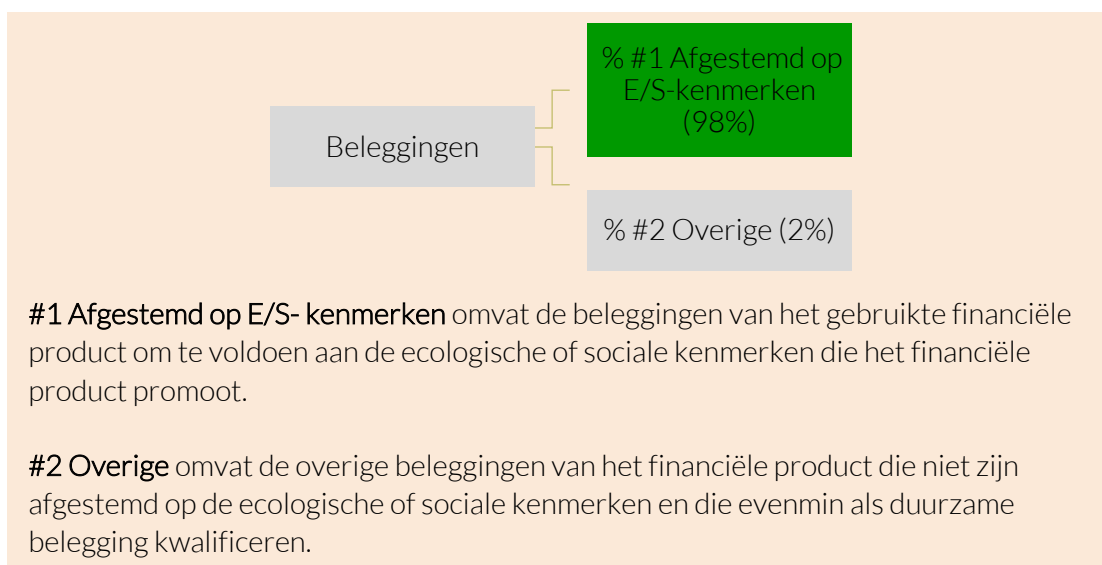 % #1 Afgestemd op
E/S-kenmerken
(98%)
Beleggingen
% #2 Overige (2%)
#1 Afgestemd op E/S- kenmerken omvat de beleggingen van het gebruikte financiële
product om te voldoen aan de ecologische of sociale kenmerken die het financiële
product promoot.
#2 Overige omvat de overige beleggingen van het financiële product die niet zijn
afgestemd op de ecologische of sociale kenmerken en die evenmin als duurzame
belegging kwalificeren.